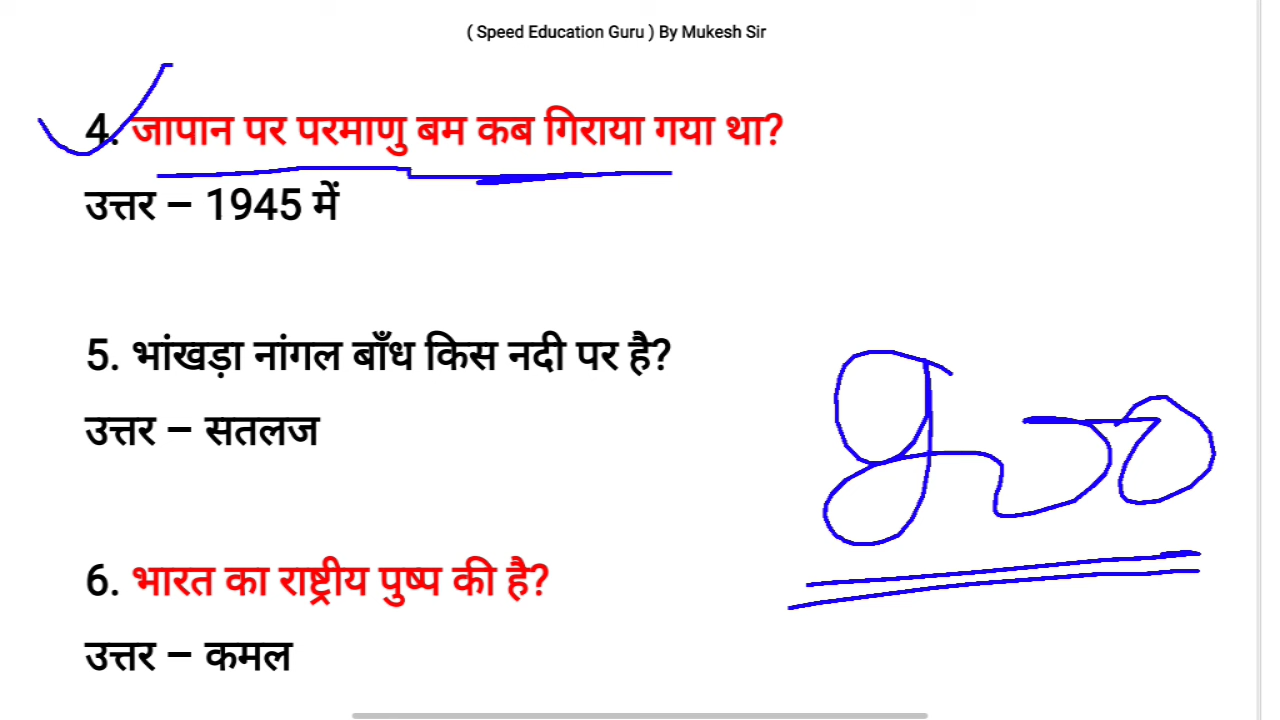 ( Speed Education Guru ) By Mukesh Sir
4. जापान पर परमाणु बम कब गिराया गया था?
उत्तर – 1945 में
5. भांखड़ा नांगल बाँध किस नदी पर है?
उत्तर – सतलज
6. भारत का राष्ट्रीय पुष्प की है?
उत्तर – कमल